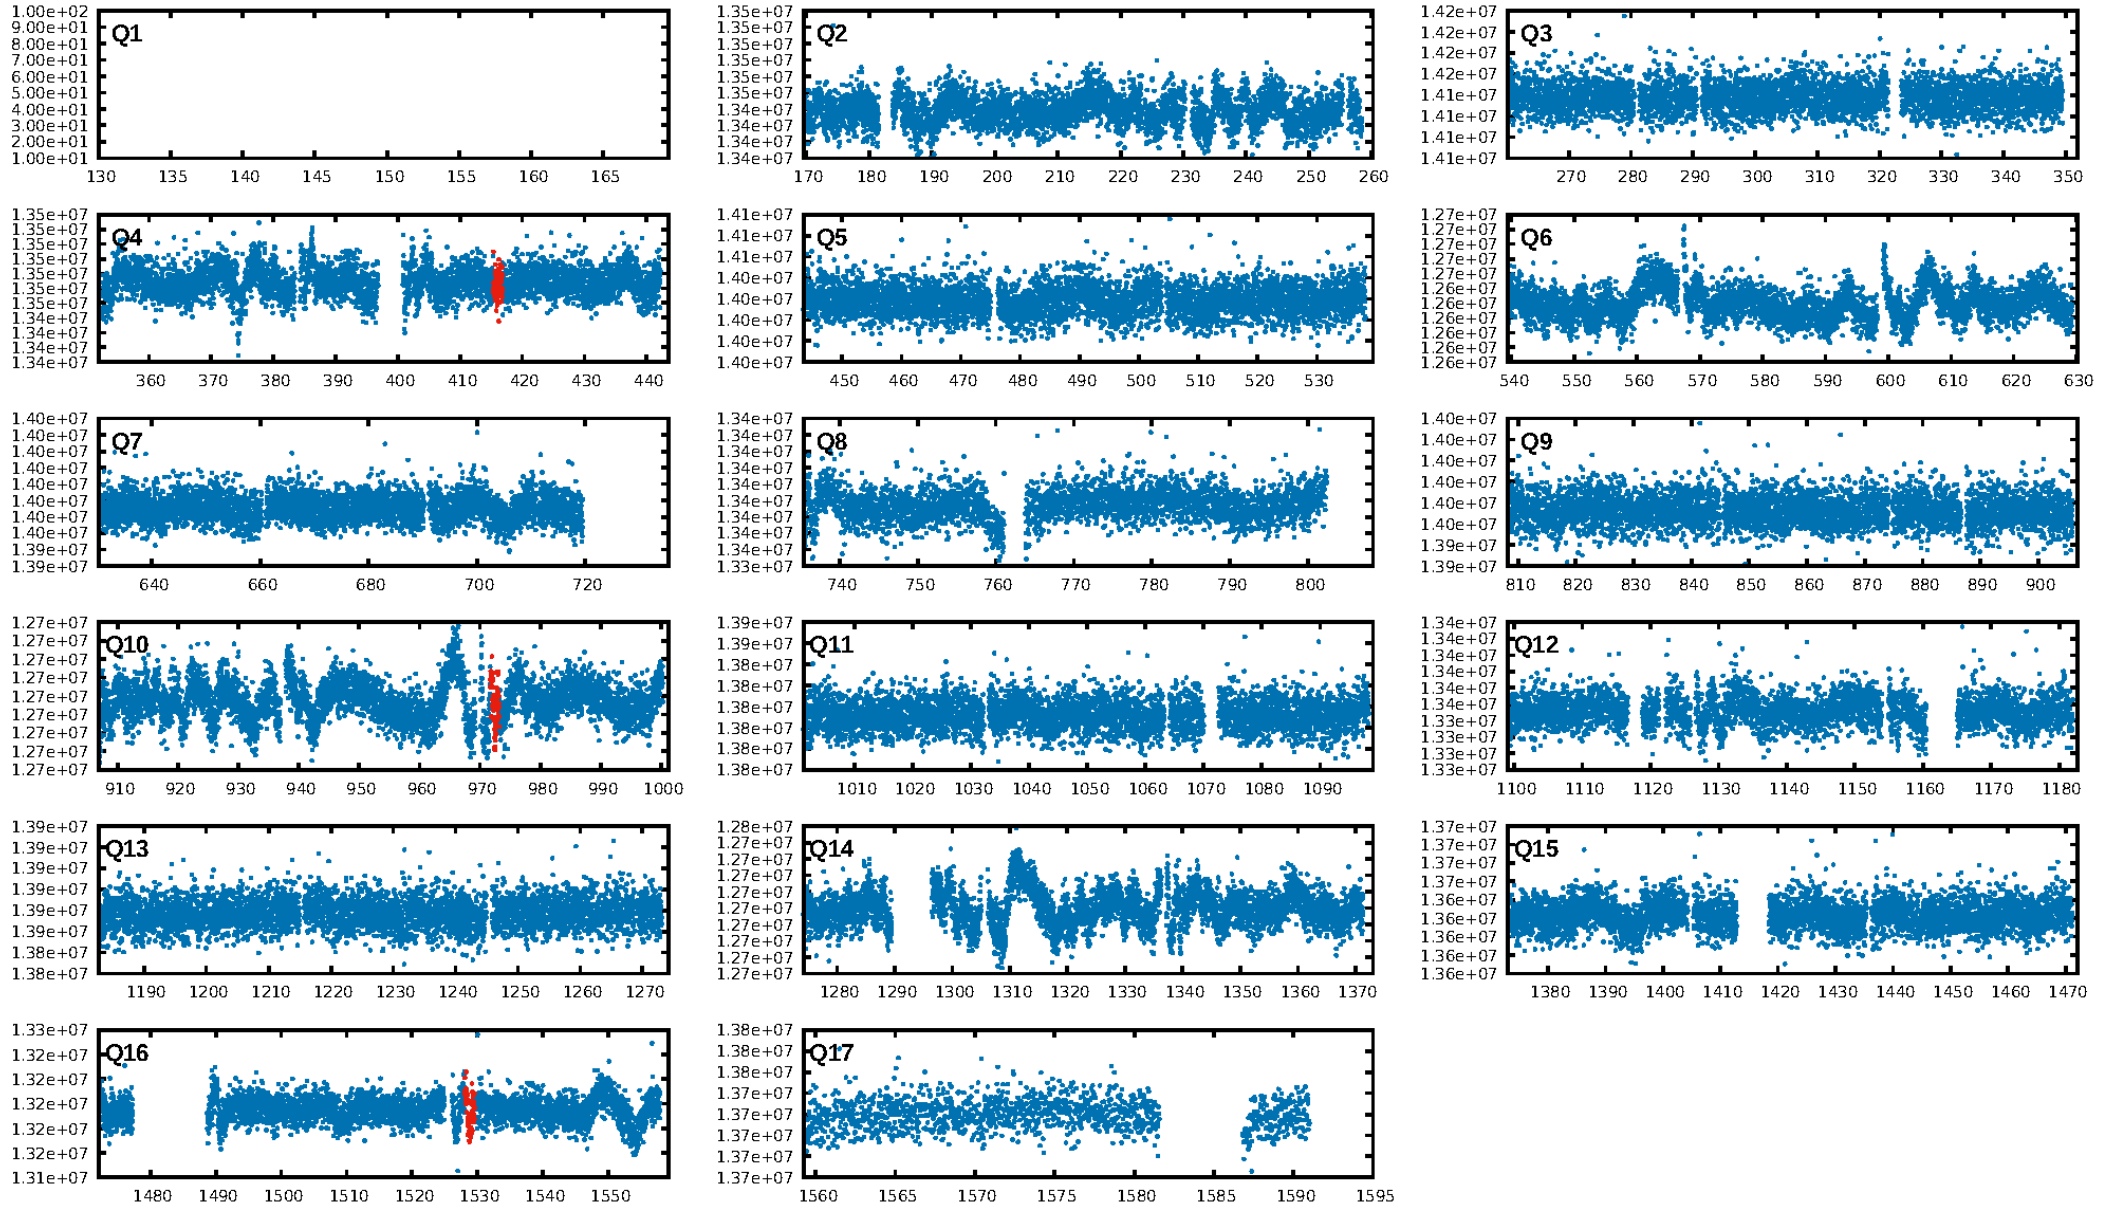 1.00e+02
9.00e+01
8.00e+01
7.00e+01
6.00e+01
5.00e+01
4.00e+01
3.00e+01
2.00e+01
1.00e+01
Q1
130 135 140 145 150 155 160 165
1.35e+07
1.35e+07
1.35e+07
1.35e+07
1.35e+07
1.35e+07
1.34e+07
1.34e+07
1.34e+07
1.34e+07
Q2
170 180 190 200 210 220 230 240 250 260
1.42e+07
1.42e+07
1.42e+07
1.42e+07
1.41e+07
1.41e+07
1.41e+07
1.41e+07
Q3
270 280 290 300 310 320 330 340 350
1.35e+07
1.35e+07
1.35e+07
1.35e+07
1.35e+07
1.35e+07
1.35e+07
1.34e+07
1.34e+07
1.34e+07
1.34e+07
Q4
360 370 380 390 400 410 420 430 440
1.41e+07
1.41e+07
1.41e+07
1.40e+07
1.40e+07
1.40e+07
1.40e+07
1.40e+07
Q5
450 460 470 480 490 500 510 520 530
1.27e+07
1.27e+07
1.27e+07
1.27e+07
1.26e+07
1.26e+07
1.26e+07
1.26e+07
1.26e+07
1.26e+07
1.26e+07
Q6
540 550 560 570 580 590 600 610 620 630
1.40e+07
1.40e+07
1.40e+07
1.40e+07
1.40e+07
1.40e+07
1.40e+07
1.40e+07
1.39e+07
1.39e+07
Q7
640 660 680 700 720
1.34e+07
1.34e+07
1.34e+07
1.34e+07
1.34e+07
1.34e+07
1.34e+07
1.34e+07
1.34e+07
1.33e+07
Q8
740 750 760 770 780 790 800
1.40e+07
1.40e+07
1.40e+07
1.40e+07
1.40e+07
1.40e+07
1.39e+07
1.39e+07
Q9
810 820 830 840 850 860 870 880 890 900
1.27e+07
1.27e+07
1.27e+07
1.27e+07
1.27e+07
1.27e+07
1.27e+07
1.27e+07
1.27e+07
Q10
910 920 930 940 950 960 970 980 990 1000
1.39e+07
1.39e+07
1.38e+07
1.38e+07
1.38e+07
1.38e+07
1.38e+07
1.38e+07
Q11
1010 1020 1030 1040 1050 1060 1070 1080 1090
1.34e+07
1.34e+07
1.34e+07
1.34e+07
1.34e+07
1.34e+07
1.33e+07
1.33e+07
1.33e+07
1.33e+07
Q12
1100 1110 1120 1130 1140 1150 1160 1170 1180
1.39e+07
1.39e+07
1.39e+07
1.39e+07
1.39e+07
1.39e+07
1.38e+07
1.38e+07
Q13
1190 1200 1210 1220 1230 1240 1250 1260 1270
1.28e+07
1.27e+07
1.27e+07
1.27e+07
1.27e+07
1.27e+07
1.27e+07
1.27e+07
1.27e+07
1.27e+07
Q14
1280 1290 1300 1310 1320 1330 1340 1350 1360 1370
1.37e+07
1.37e+07
1.37e+07
1.37e+07
1.36e+07
1.36e+07
1.36e+07
1.36e+07
1.36e+07
Q15
1380 1390 1400 1410 1420 1430 1440 1450 1460 1470
1.33e+07
1.32e+07
1.32e+07
1.32e+07
1.32e+07
1.32e+07
1.31e+07
Q16
1480 1490 1500 1510 1520 1530 1540 1550
1.38e+07
1.38e+07
1.38e+07
1.37e+07
1.37e+07
1.37e+07
1.37e+07
1.37e+07
Q17
1560 1565 1570 1575 1580 1585 1590 1595